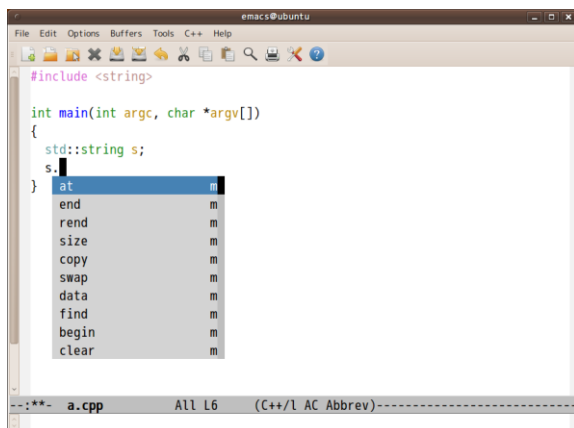 emacs@ubuntu
File Edit Options Buffers Tools C++ Help
#include <string>
int main(int argc, char *argv[])
{
std::string s;
s.
}
at m
end m
rend m
size m
copy m
swap m
data m
find m
begin m
clear m
--:**- a.cpp All L6 (C++/l AC Abbrev)--------------------------